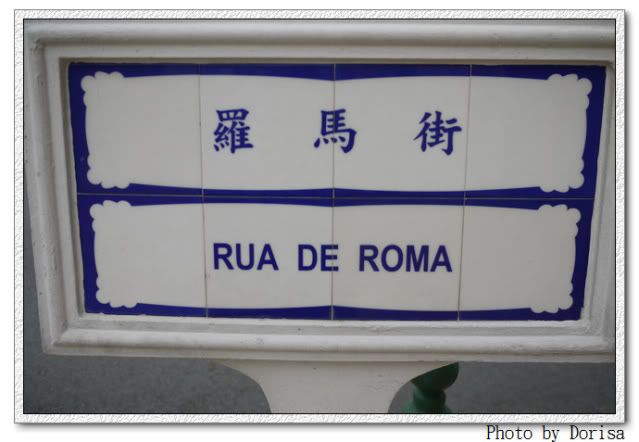 羅馬街
RUA DE ROMA
Photo by Dorisa